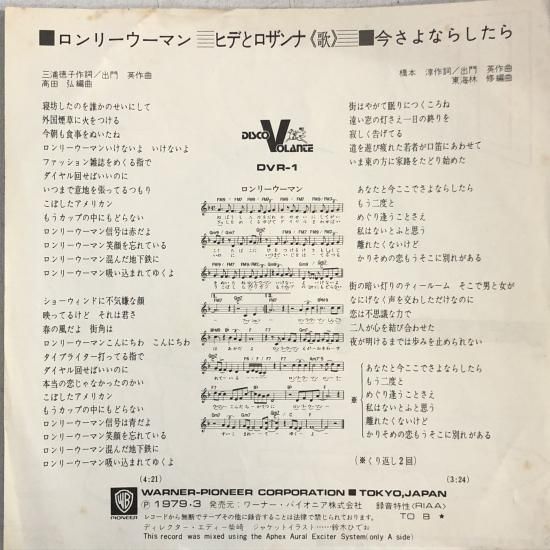 ■ロンリーウーマン ヒデとロザンナ《歌》 ■今さよならしたら
三浦徳子作詞/出門 英作曲
高田 弘編曲
橋本 淳作詞/出門 英作曲
東海林 修編曲
寝坊したのを誰かのせいにして
外国煙草に火をつける
今朝も食事をぬいたね
ロンリーウーマンいけないよ いけないよ
ファッション雑誌をめくる指で
ダイヤル回せばいいのに
いつまで意地を張ってるつもり
こぼしたアメリカン
もうカップの中にもどらない
ロンリーウーマン信号は赤だよ
ロンリーウーマン笑顔を忘れている
ロンリーウーマン混んだ地下鉄に
ロンリーウーマン吸い込まれてゆくよ
ショーウィンドに不気嫌な顔
映ってるけど それは君さ
春の風だよ 街角は
ロンリーウーマンこんにちわ こんにちわ
タイプライター打ってる指で
ダイヤル回せばいいのに
本当の恋じゃなかったのかい
こぼしたアメリカン
もうカップの中にもどらない
ロンリーウーマン信号は青だよ
ロンリーウーマン笑顔を忘れている
ロンリーウーマン混んだ地下鉄に
ロンリーウーマン吸い込まれてゆくよ
(4:21)
DISCO VOLANTE
DVR-1
ロンリーウーマン
街はやがて眠りにつくころね
遠い恋の灯さえ一日の終りを
寂しく告げてる
道を遊び疲れた若者が口笛にあわせて
いま東の方に家路をたどり始めた
あなたと今ここでさよならしたら
もう二度と
めぐり逢うことさえ
私はないとふと思う
離れたくないけど
かりそめの恋もうそこに別れがある
街の暗い灯りのティールーム そこで男と女が
なにげなく声を交わしただけなのに
恋は不思議な力で
二人が心を結び合わせた
夜が明けるまでは歩みを止められない
※
あなたと今ここでさよならしたら
もう二度と
めぐり逢うことさえ
私はないとふと思う
離れたくないけど
かりそめの恋もうそこに別れがある
(※くり返し2回)
(3:24)
WB PIONEER
WARNER-PIONEER CORPORATION ■ TOKYO,JAPAN
Ⓟ1979・3 発売元:ワーナー・パイオニア株式会社 録音特性(RIAA)
レコードから無断でテープその他に録音することは法律で禁じられております。 TO B ★
ディレクター・エディー柴崎 ジャケットイラスト……鈴木ひでお
This record was mixed using the Aphex Aural Exciter System(only A side)